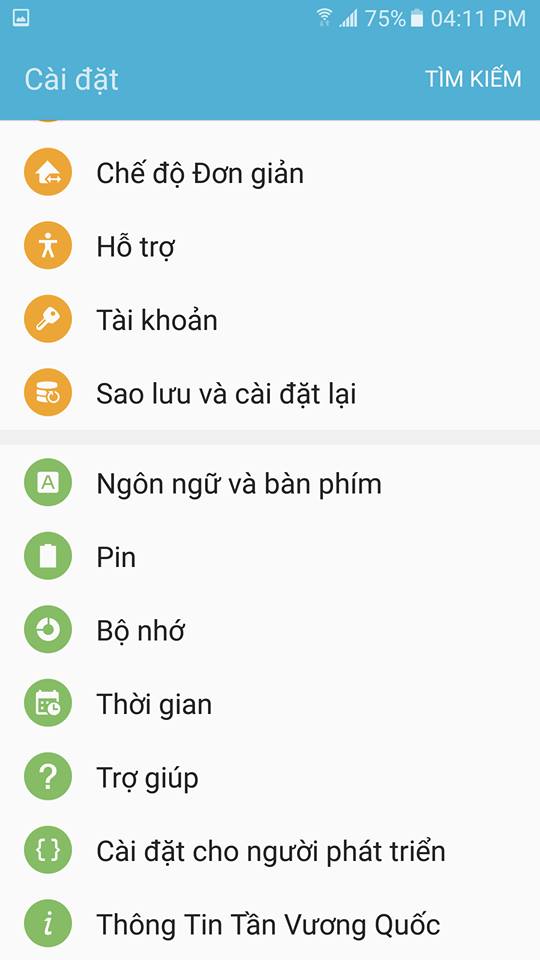 75% 04:11 PM
Cài đặt TÌM KIẾM
Chế độ Đơn giản
Hỗ trợ
Tài khoản
Sao lưu và cài đặt lại
A Ngôn ngữ và bàn phím
Pin
Bộ nhớ
Thời gian
? Trợ giúp
{ } Cài đặt cho người phát triển
i Thông Tin Tần Vương Quốc